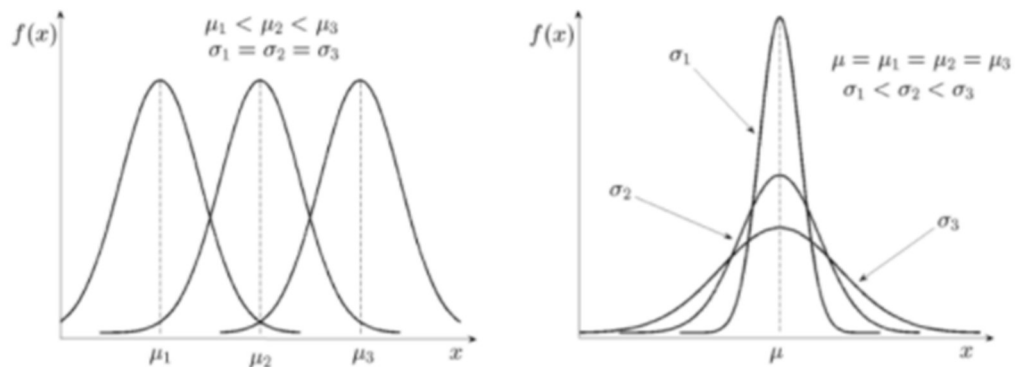 f(x)
μ₁ < μ₂ < μ₃
σ₁ = σ₂ = σ₃
μ₁
μ₂
μ₃
x
f(x)
σ₁
μ = μ₁ = μ₂ = μ₃
σ₁ < σ₂ < σ₃
σ₂
σ₃
μ
x